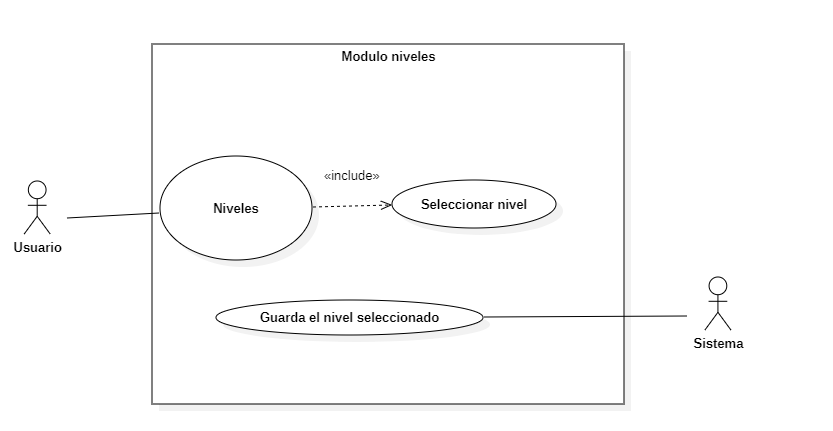 Modulo niveles
«include»
Niveles
Seleccionar nivel
Usuario
Guarda el nivel seleccionado
Sistema